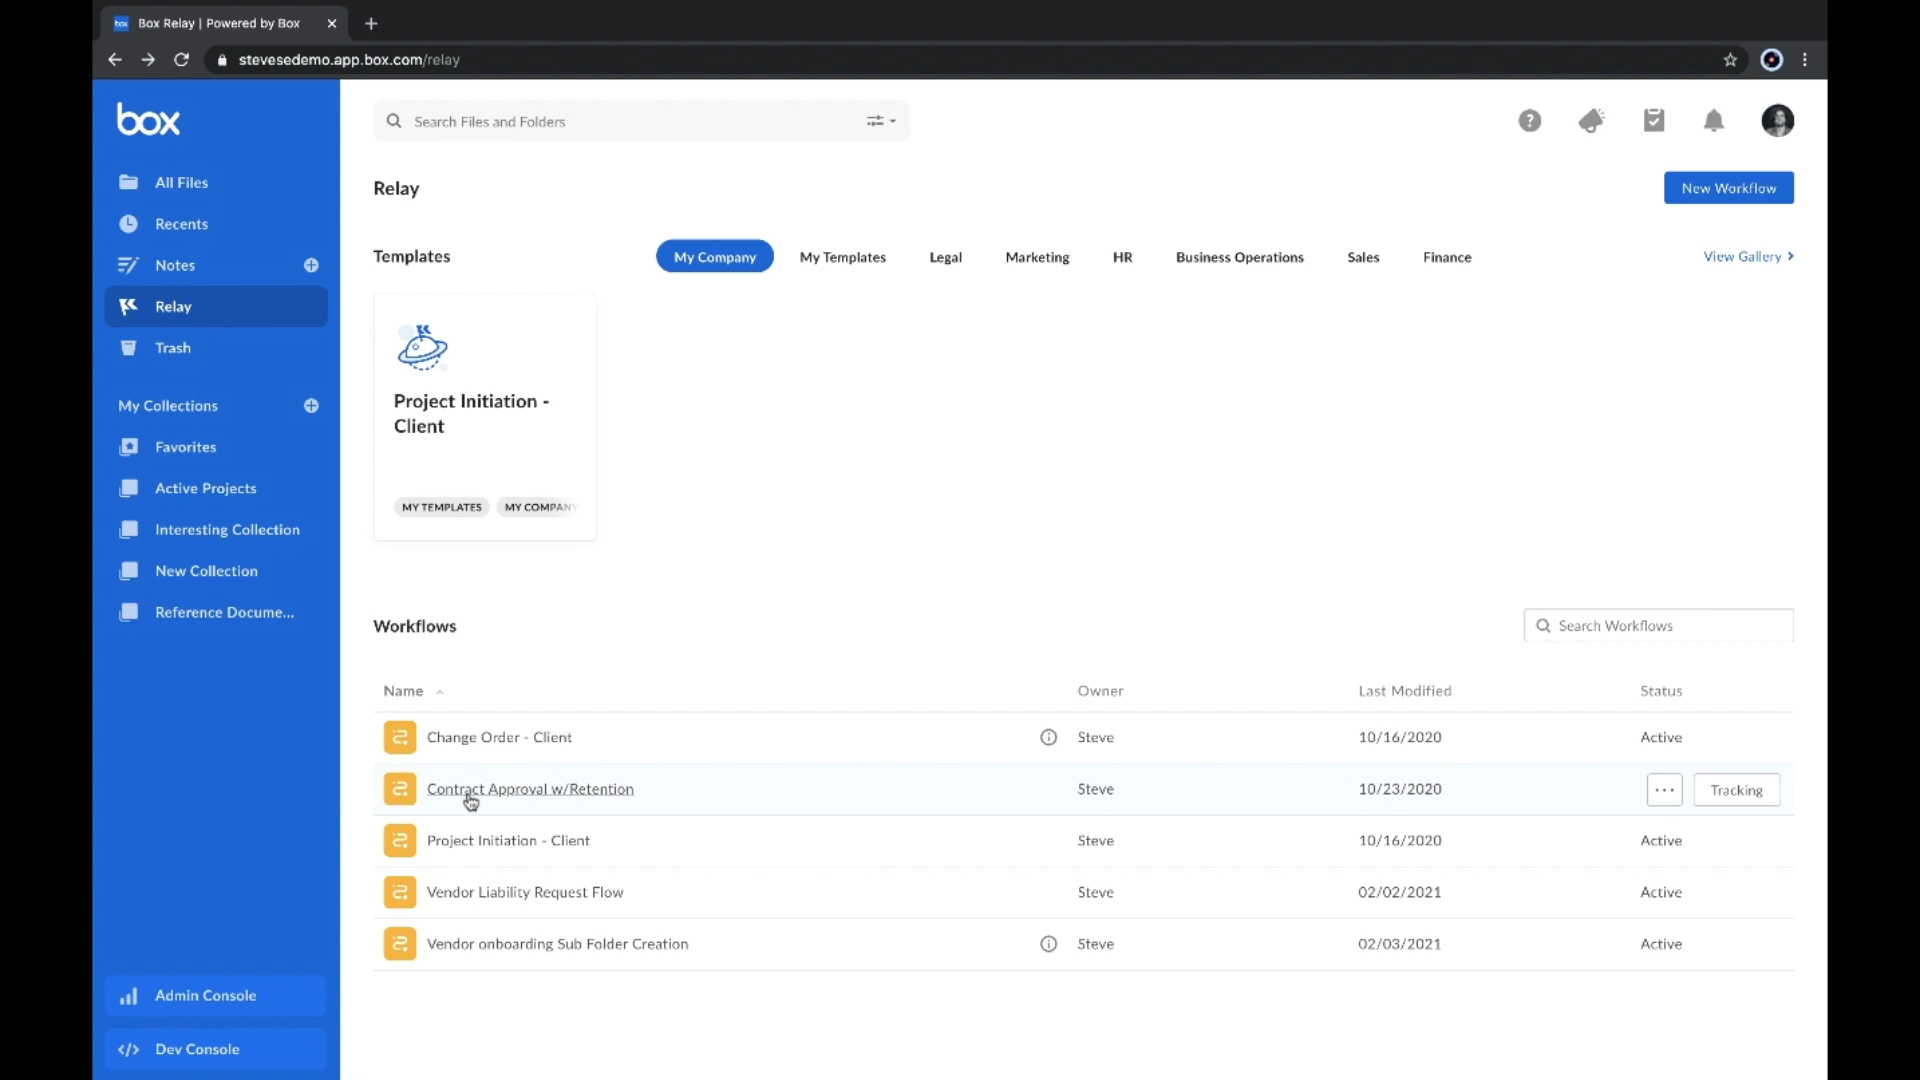 Box Relay | Powered by Box
stevesedemo.app.box.com/relay
box
Search Files and Folders
All Files
Recents
Notes
Relay
Trash
My Collections
Favorites
Active Projects
Interesting Collection
New Collection
Reference Docume...
Admin Console
Dev Console
Relay
New Workflow
Templates
My Company My Templates Legal Marketing HR Business Operations Sales Finance
View Gallery
Project Initiation -
Client
MY TEMPLATES MY COMPANY
Workflows
Search Workflows
Name Owner Last Modified Status
Change Order - Client Steve 10/16/2020 Active
Contract Approval w/Retention Steve 10/23/2020 ... Tracking
Project Initiation - Client Steve 10/16/2020 Active
Vendor Liability Request Flow Steve 02/02/2021 Active
Vendor onboarding Sub Folder Creation Steve 02/03/2021 Active